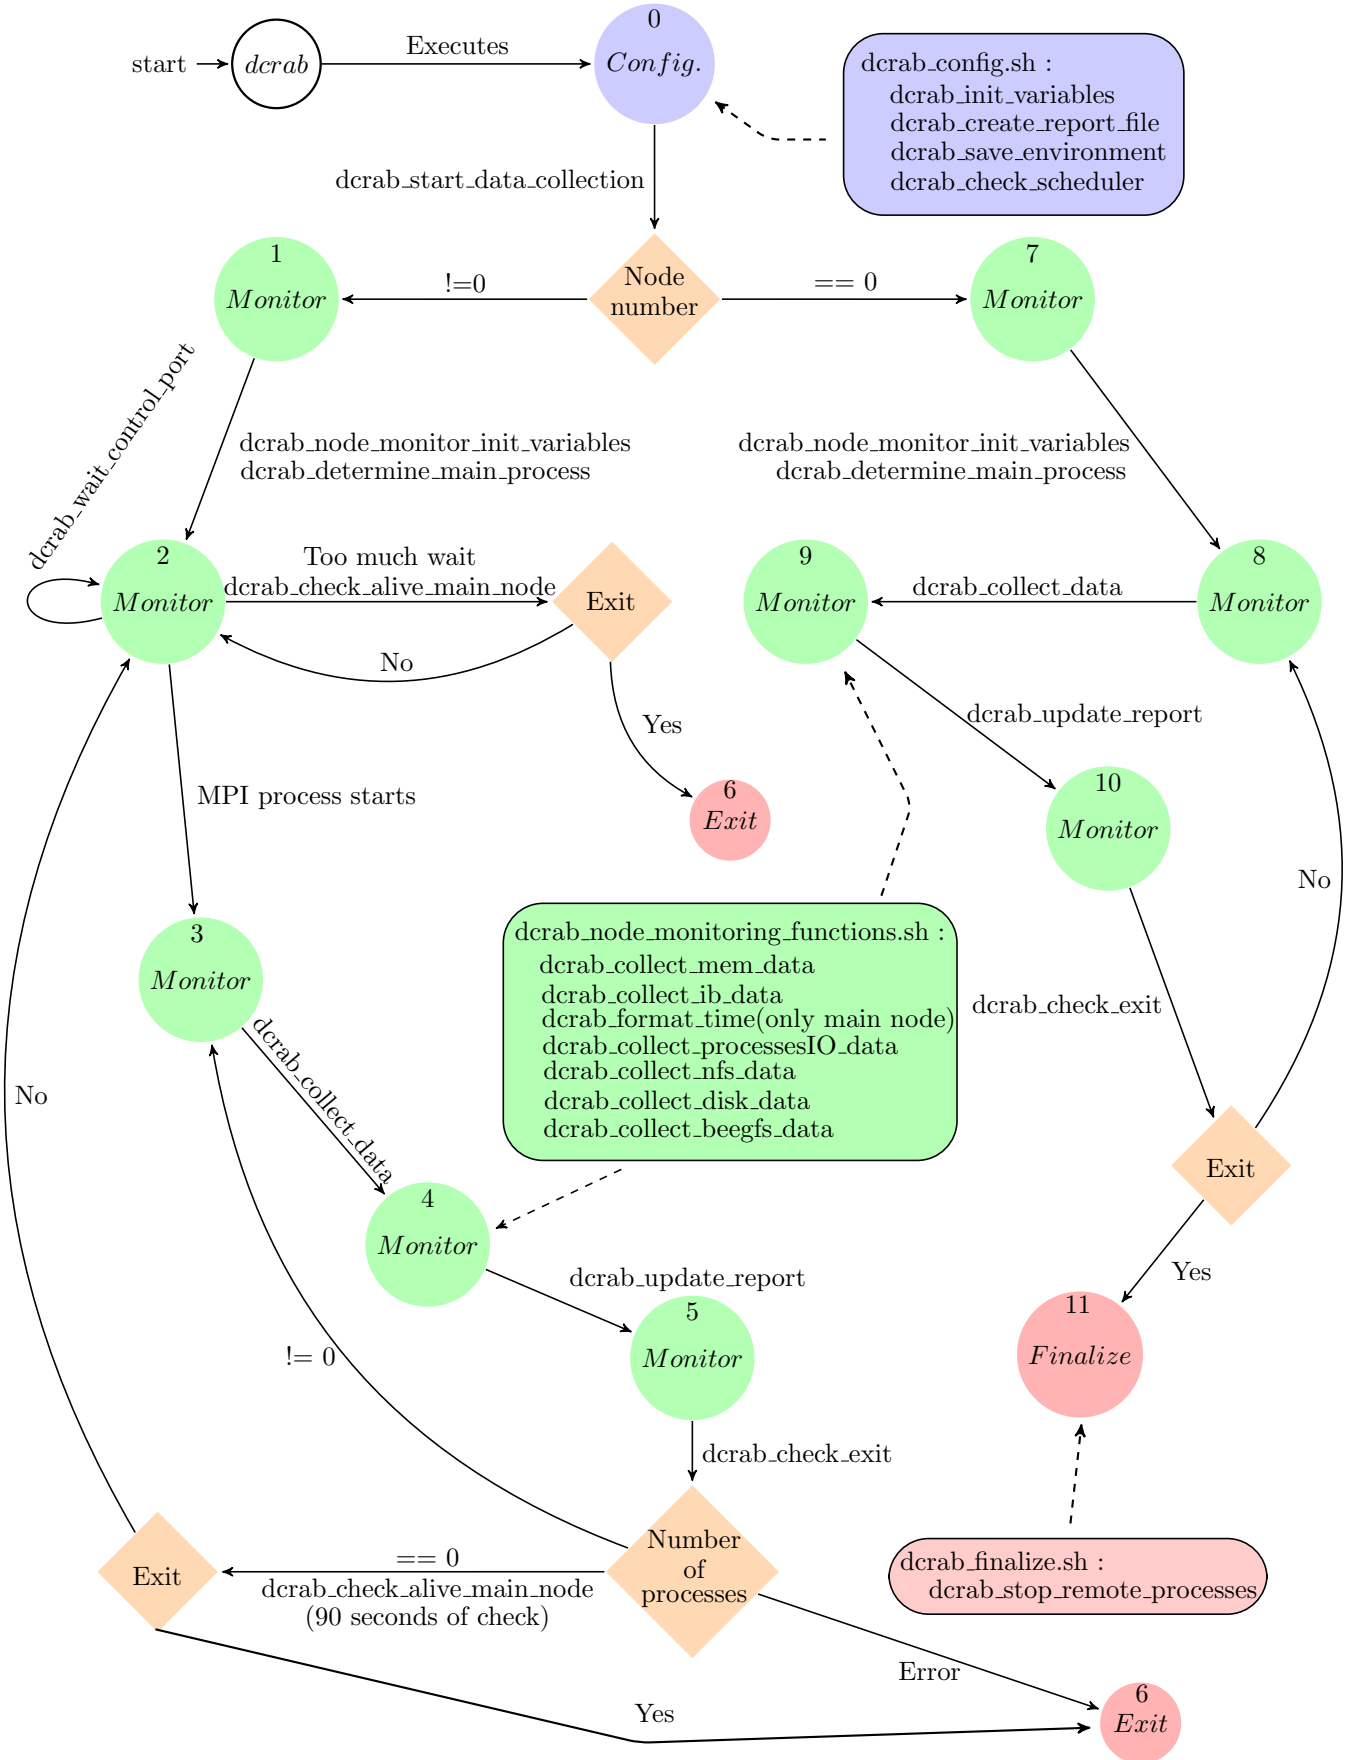 0
start
dcrab
Executes
Config.
dcrab_config.sh :
dcrab_init_variables
dcrab_create_report_file
dcrab_save_environment
dcrab_check_scheduler
dcrab_start_data_collection
1
Monitor
!=0
Node
number
== 0
7
Monitor
dcrab_wait_control_port
dcrab_node_monitor_init_variables
dcrab_determine_main_process
dcrab_node_monitor_init_variables
dcrab_determine_main_process
2
Monitor
Too much wait
dcrab_check_alive_main_node
Exit
9
Monitor
dcrab_collect_data
8
Monitor
No
Yes
dcrab_update_report
MPI process starts
6
Exit
10
Monitor
No
3
Monitor
dcrab_node_monitoring_functions.sh :
dcrab_collect_mem_data
dcrab_collect_ib_data
dcrab_format_time(only main node)
dcrab_collect_processesIO_data
dcrab_collect_nfs_data
dcrab_collect_disk_data
dcrab_collect_beegfs_data
dcrab_check_exit
dcrab_collect_data
No
Exit
4
Monitor
dcrab_update_report
Yes
5
Monitor
11
Finalize
!= 0
dcrab_check_exit
Number
of
processes
Exit
== 0
dcrab_check_alive_main_node
(90 seconds of check)
dcrab_finalize.sh :
dcrab_stop_remote_processes
Error
Yes
6
Exit